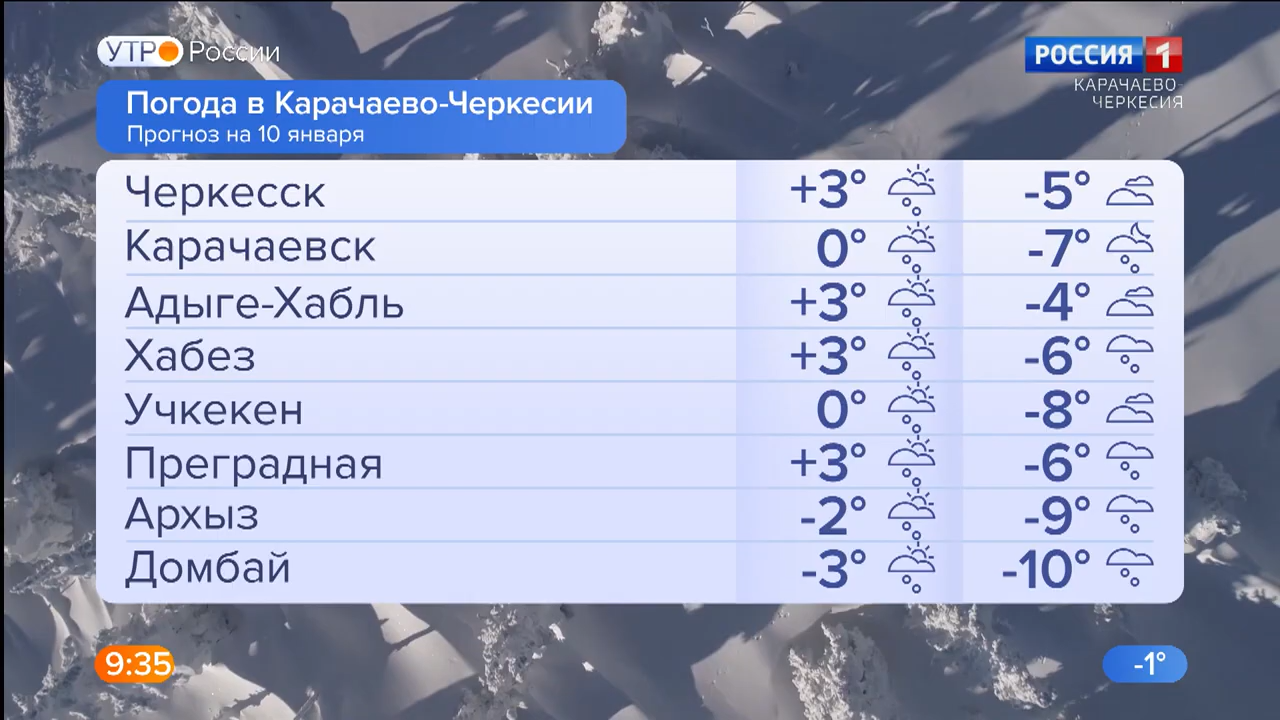 УТРО России
РОССИЯ 1
КАРАЧАЕВО-
ЧЕРКЕСИЯ
Погода в Карачаево-Черкесии
Прогноз на 10 января
Черкесск +3° -5°
Карачаевск 0° -7°
Адыге-Хабль +3° -4°
Хабез +3° -6°
Учкекен 0° -8°
Преградная +3° -6°
Архыз -2° -9°
Домбай -3° -10°
9:35 -1°